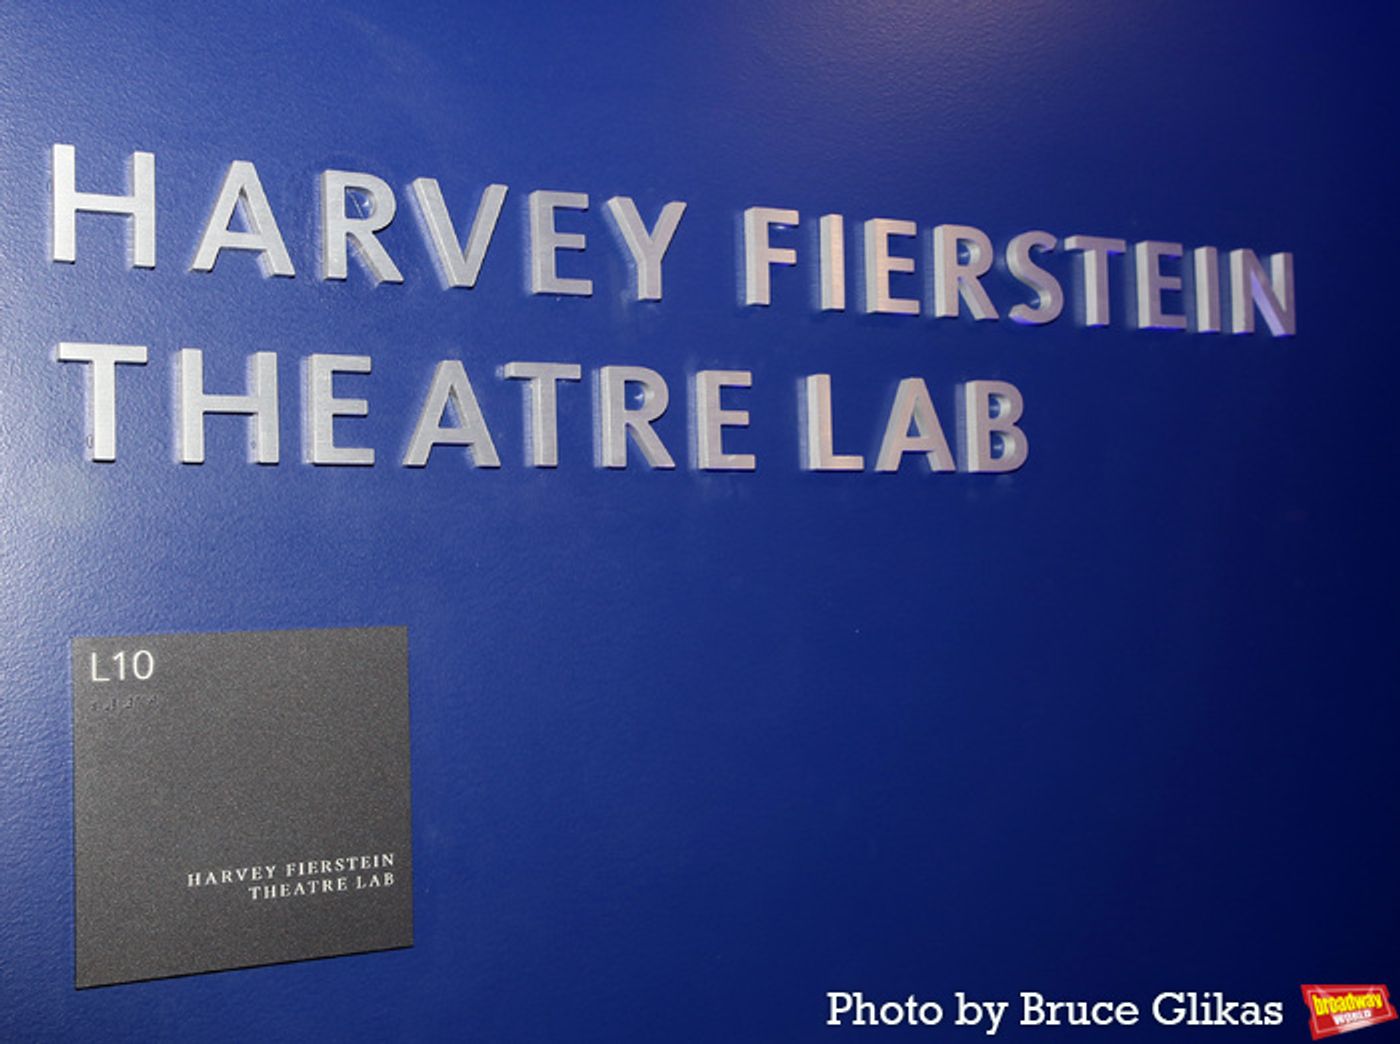 HARVEY FIERSTEIN
THEATRE LAB
L10
HARVEY FIERSTEIN
THEATRE LAB
Photo by Bruce Glikas
broadway
WORLD